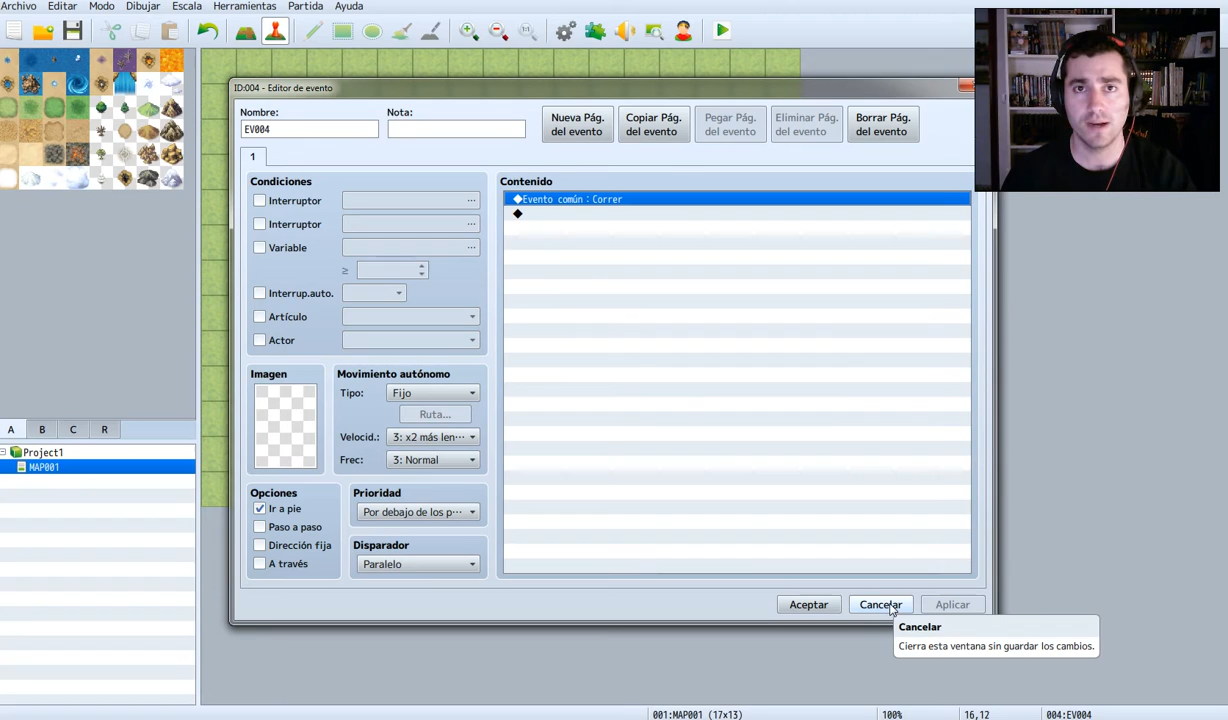 Archivo Editar Modo Dibujar Escala Herramientas Partida Ayuda
ID:004 - Editor de evento
Nombre: Nota:
EV004
Nueva Pág. del evento
Copiar Pág. del evento
Pegar Pág. del evento
Eliminar Pág. del evento
Borrar Pág. del evento
1
Condiciones
Interruptor ...
Interruptor ...
Variable ...
≥
Interrup.auto.
Artículo
Actor
Imagen
Movimiento autónomo
Tipo: Fijo
Ruta...
Velocid.: 3: x2 más len···
Frec: 3: Normal
Opciones
Ir a pie
Paso a paso
Dirección fija
A través
Prioridad
Por debajo de los p···
Disparador
Paralelo
Contenido
◆Evento común：Correr
◆
Aceptar Cancelar Aplicar
Cancelar
Cierra esta ventana sin guardar los cambios.
A B C R
Project1
MAP001
001:MAP001 (17x13) 100% 16,12 004:EV004